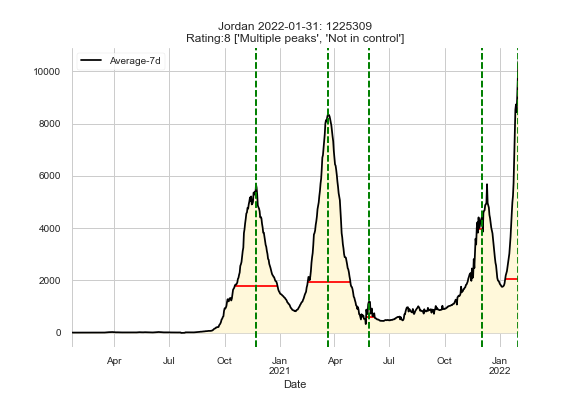 Jordan 2022-01-31: 1225309
Rating:8 ['Multiple peaks', 'Not in control']
Average-7d
10000
8000
6000
4000
2000
0
Apr
Jul
Oct
Jan
2021
Apr
Jul
Oct
Jan
2022
Date